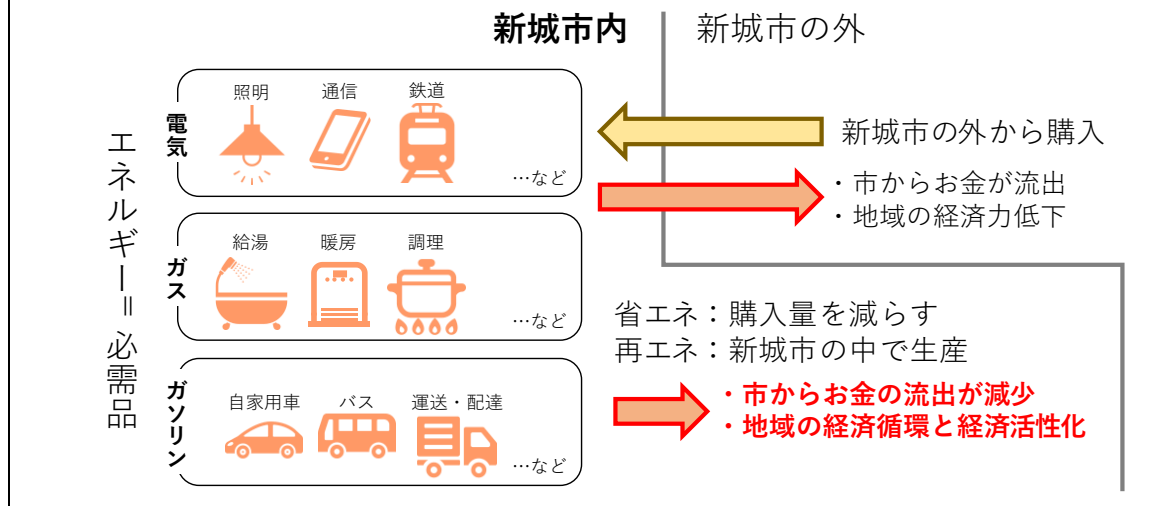 新城市内
新城市の外
エネルギー＝必需品
電気
照明
通信
鉄道
…など
新城市の外から購入
・市からお金が流出
・地域の経済力低下
ガス
給湯
暖房
調理
…など
省エネ：購入量を減らす
再エネ：新城市の中で生産
・市からお金の流出が減少
・地域の経済循環と経済活性化
ガソリン
自家用車
バス
運送・配達
…など